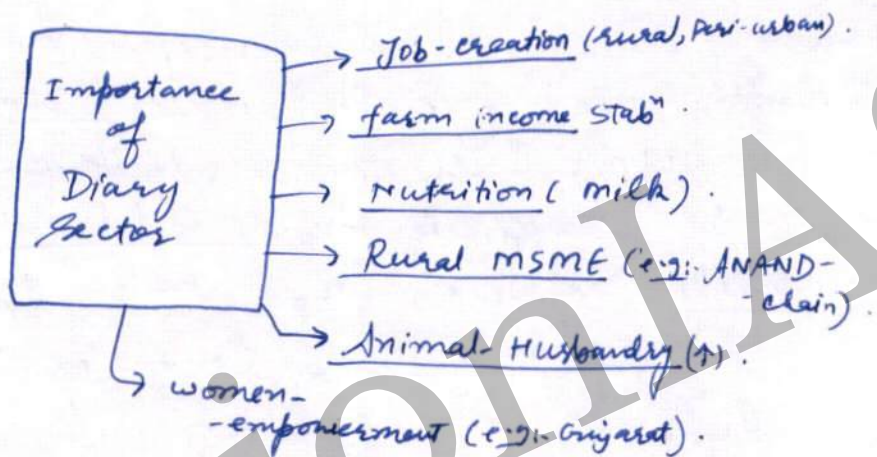 Importance
of
Diary
Sector
→ Job-creation (rural, Peri-urban).
→ farm income stabⁿ.
→ Nutrition (milk).
→ Rural MSME (e.g:- ANAND-
-chain).
→ Animal-Husbandry (↑).
→ women-
-empowerment (e.g:- Gujarat).